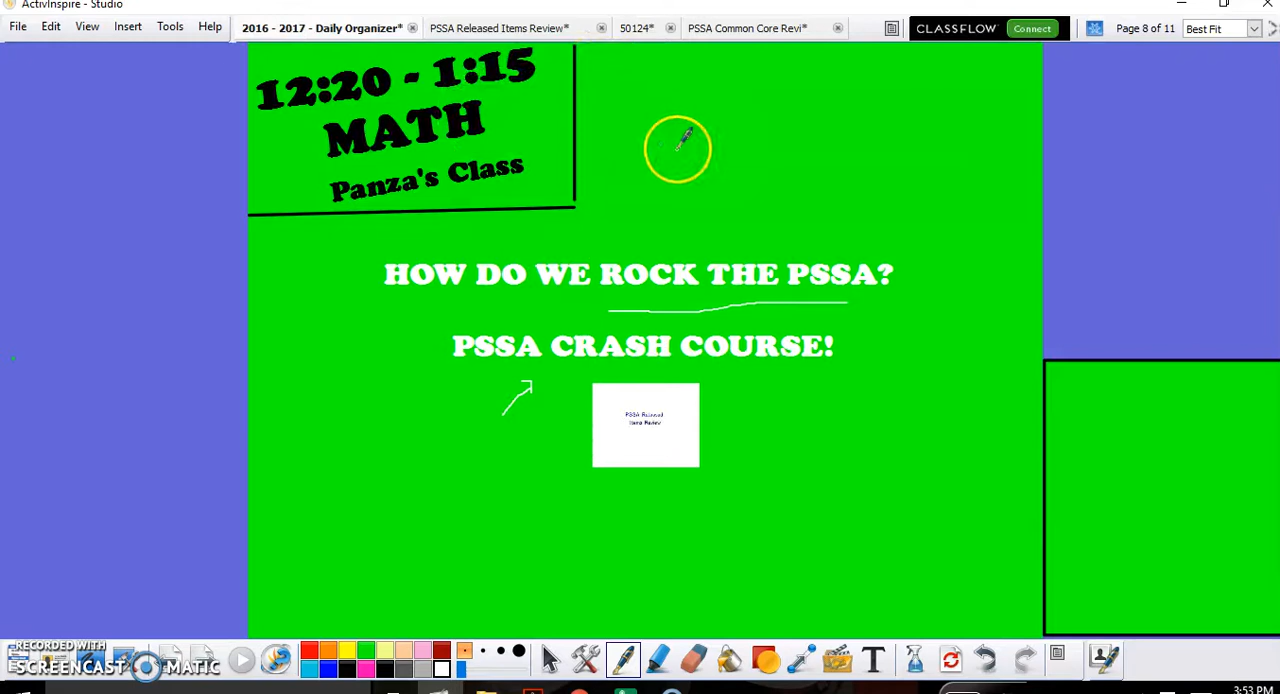 ActivInspire - Studio
File Edit View Insert Tools Help
2016 - 2017 - Daily Organizer* PSSA Released Items Review* 50124* PSSA Common Core Revi* CLASSFLOW Connect Page 8 of 11 Best Fit
12:20 - 1:15
MATH
Panza's Class
HOW DO WE ROCK THE PSSA?
PSSA CRASH COURSE!
PSSA Released
Items Review
RECORDED WITH
SCREENCAST MATIC
T
3:53 PM